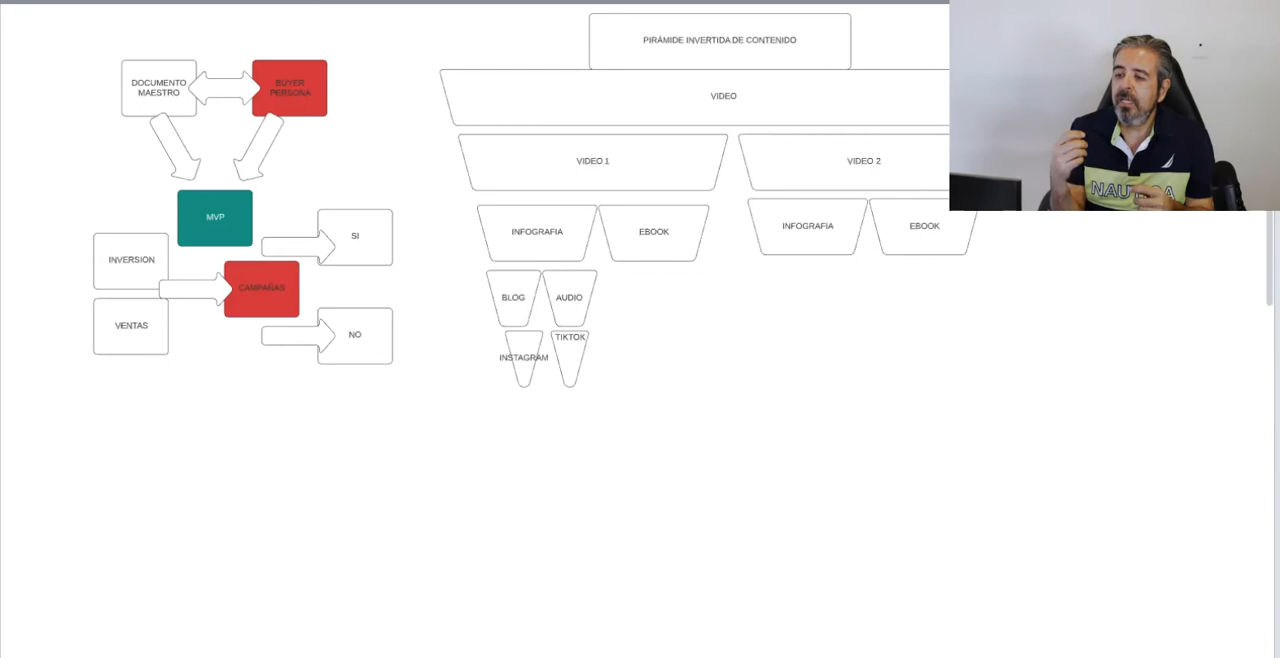 PIRÁMIDE INVERTIDA DE CONTENIDO
DOCUMENTO
MAESTRO
BUYER
PERSONA
VIDEO
VIDEO 1
VIDEO 2
MVP
SI
INFOGRAFIA
EBOOK
INFOGRAFIA
EBOOK
INVERSION
CAMPAÑAS
BLOG
AUDIO
VENTAS
NO
INSTAGRAM
TIKTOK
NAUTICA